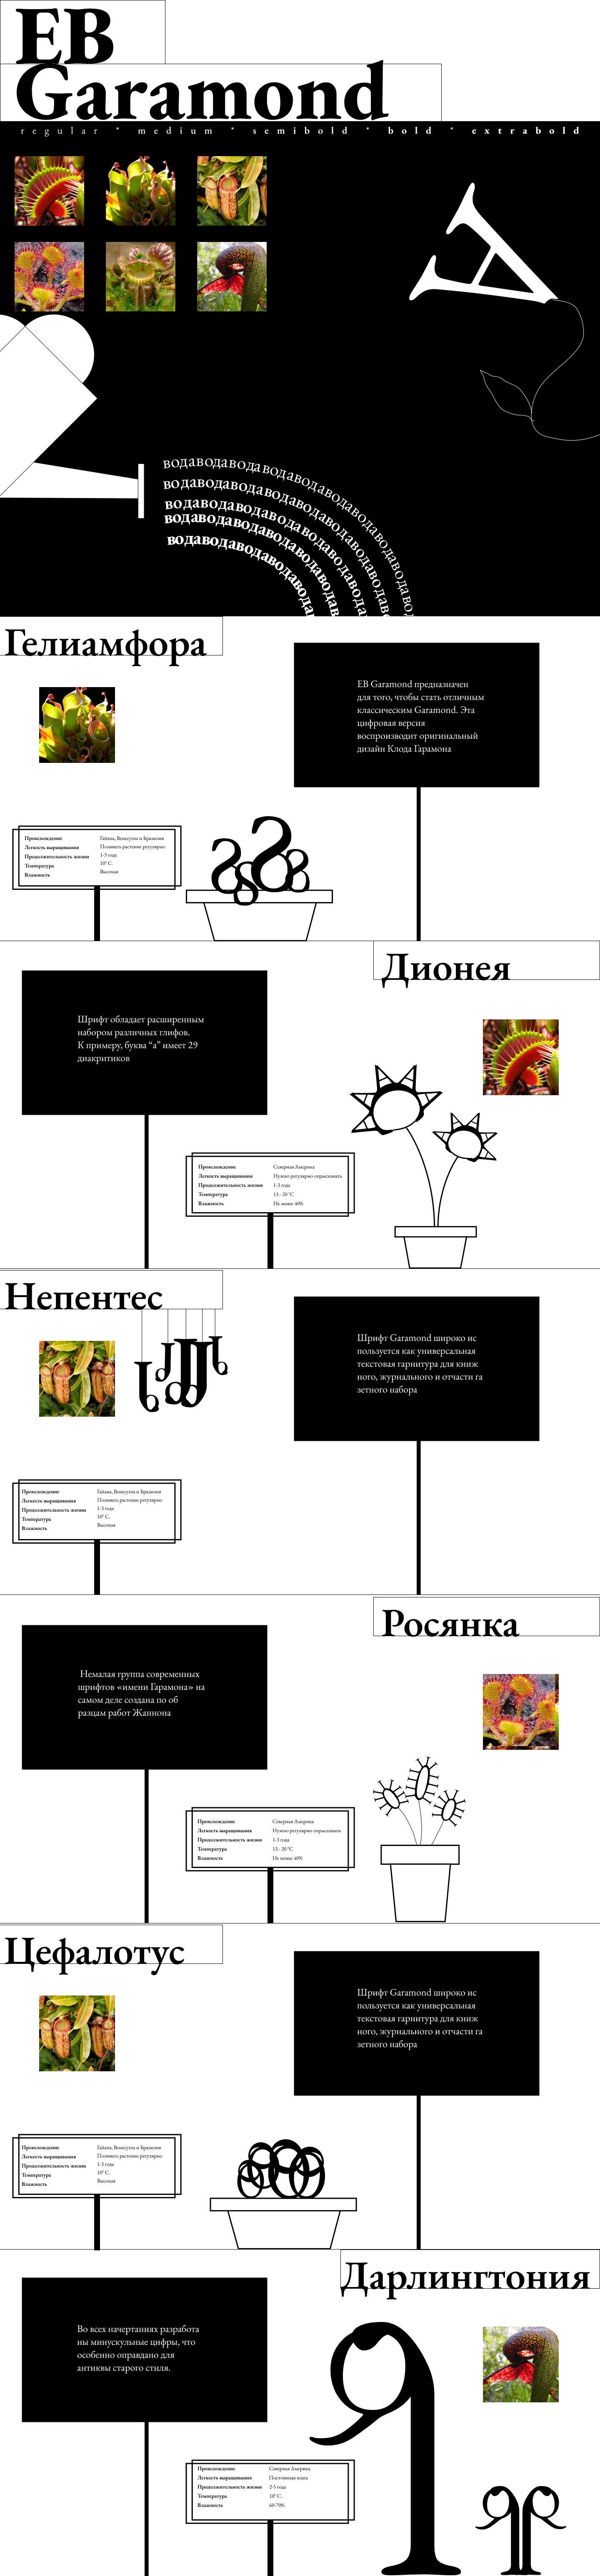 EB
Garamond
regular * medium * semibold * bold * extrabold
водаводаводаводаводаводаводаводаво
водаводаводаводаводаводаводавода
водаводаводаводаводаводавода
водаводаводаводаводаводавода
водаводаводаводаводавода
Гелиамфора
EB Garamond предназначен
для того, чтобы стать отличным
классическим Garamond. Эта
цифровая версия
воспроизводит оригинальный
дизайн Клода Гарамона
Происхождение Гайана, Венесуэла и Бразилия
Легкость выращивания Поливать растение регулярно
Продолжительность жизни 1-3 года
Температура 10° C.
Влажность Высокая
Дионея
Шрифт обладает расширенным
набором различных глифов.
К примеру, буква “a” имеет 29
диакритиков
Происхождение Северная Америка
Легкость выращивания Нужно регулярно опрыскивать
Продолжительность жизни 1-3 года
Температура 13 - 20 °C
Влажность Не менее 40%
Непентес
Шрифт Garamond широко ис
пользуется как универсальная
текстовая гарнитура для книж
ного, журнального и отчасти га
зетного набора
Происхождение Гайана, Венесуэла и Бразилия
Легкость выращивания Поливать растение регулярно
Продолжительность жизни 1-3 года
Температура 10° C.
Влажность Высокая
Росянка
Немалая группа современных
шрифтов «имени Гарамона» на
самом деле создана по об
разцам работ Жаннона
Происхождение Северная Америка
Легкость выращивания Нужно регулярно опрыскивать
Продолжительность жизни 1-3 года
Температура 13 - 20 °C
Влажность Не менее 40%
Цефалотус
Шрифт Garamond широко ис
пользуется как универсальная
текстовая гарнитура для книж
ного, журнального и отчасти га
зетного набора
Происхождение Гайана, Венесуэла и Бразилия
Легкость выращивания Поливать растение регулярно
Продолжительность жизни 1-3 года
Температура 10° C.
Влажность Высокая
Дарлингтония
Во всех начертаниях разработа
ны минускульные цифры, что
особенно оправдано для
антиквы старого стиля.
Происхождение Северная Америка
Легкость выращивания Постоянная влага
Продолжительность жизни 2-5 года
Температура 10° C.
Влажность 60-70%